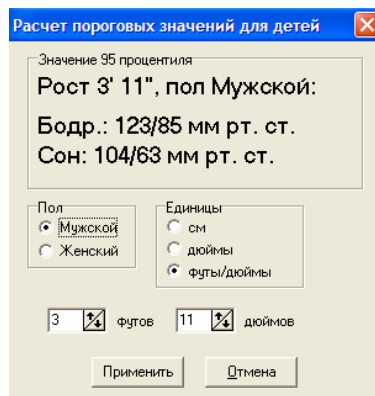 Расчет пороговых значений для детей
Значение 95 процентиля
Рост 3' 11", пол Мужской:
Бодр.: 123/85 мм рт. ст.
Сон: 104/63 мм рт. ст.
Пол
Мужской
Женский
Единицы
см
дюймы
футы/дюймы
3 футов 11 дюймов
Применить Отмена